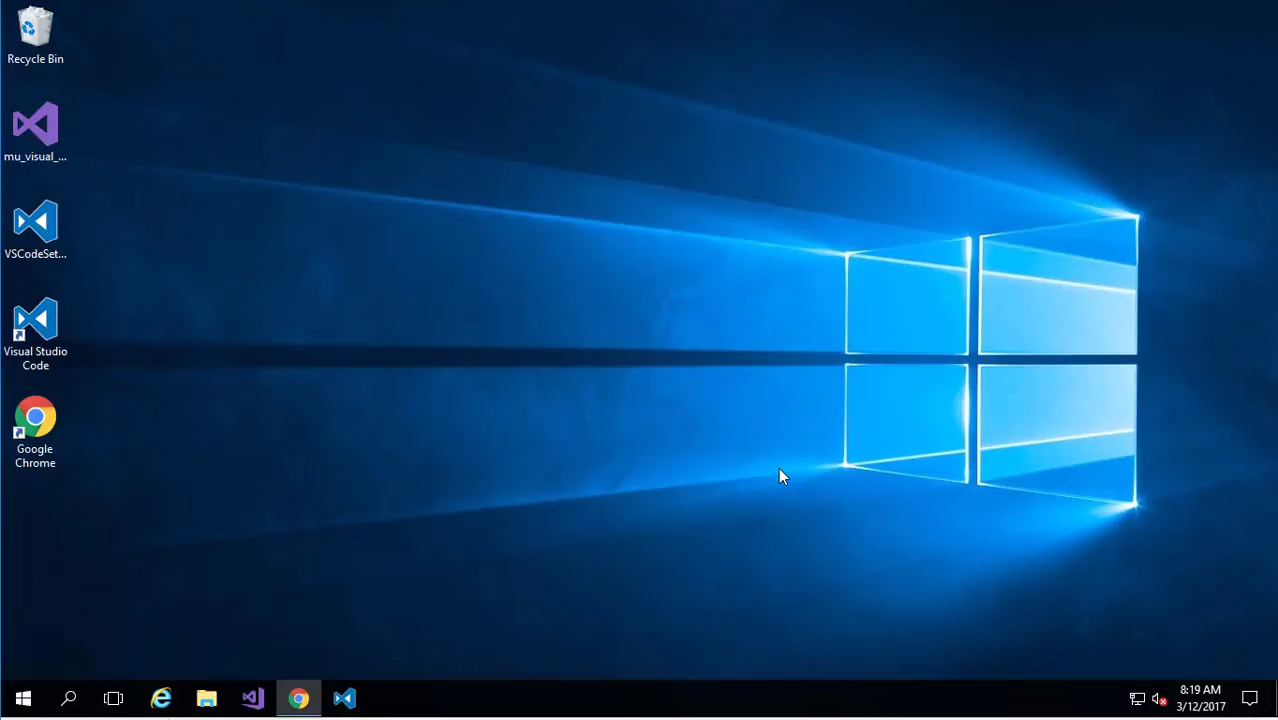 Recycle Bin
mu_visual_...
VSCodeSet...
Visual Studio
Code
Google
Chrome
8:19 AM
3/12/2017